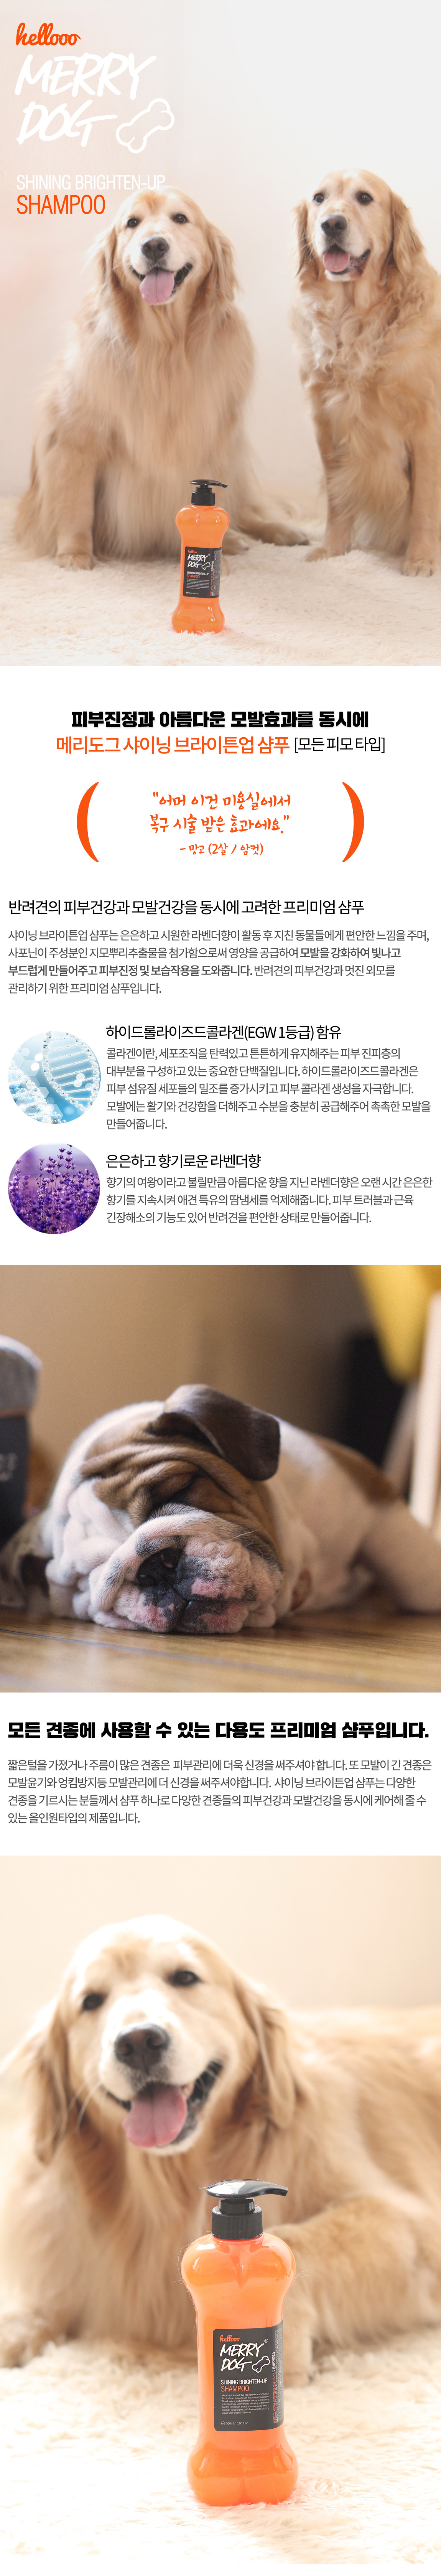 hellooo
MERRY
DOG
SHINING BRIGHTEN-UP
SHAMPOO
hellooo
MERRY
DOG
SHINING BRIGHTEN-UP
SHAMPOO
피부진정과 아름다운 모발효과를 동시에
메리도그 샤이닝 브라이튼업 샴푸 [모든 피모 타입]
"어머 이건 미용실에서
복구 시술 받은 효과에요."
- 망고 (2살 / 암컷)
반려견의 피부건강과 모발건강을 동시에 고려한 프리미엄 샴푸
샤이닝 브라이튼업 샴푸는 은은하고 시원한 라벤더향이 활동 후 지친 동물들에게 편안한 느낌을 주며,
사포닌이 주성분인 지모뿌리추출물을 첨가함으로써 영양을 공급하여 모발을 강화하여 빛나고
부드럽게 만들어주고 피부진정 및 보습작용을 도와줍니다. 반려견의 피부건강과 멋진 외모를
관리하기 위한 프리미엄 샴푸입니다.
하이드롤라이즈드콜라겐(EGW 1등급) 함유
콜라겐이란, 세포조직을 탄력있고 튼튼하게 유지해주는 피부 진피층의
대부분을 구성하고 있는 중요한 단백질입니다. 하이드롤라이즈드콜라겐은
피부 섬유질 세포들의 밀조를 증가시키고 피부 콜라겐 생성을 자극합니다.
모발에는 활기와 건강함을 더해주고 수분을 충분히 공급해주어 촉촉한 모발을
만들어줍니다.
은은하고 향기로운 라벤더향
향기의 여왕이라고 불릴만큼 아름다운 향을 지닌 라벤더향은 오랜 시간 은은한
향기를 지속시켜 애견 특유의 땀냄세를 억제해줍니다. 피부 트러블과 근육
긴장해소의 기능도 있어 반려견을 편안한 상태로 만들어줍니다.
모든 견종에 사용할 수 있는 다용도 프리미엄 샴푸입니다.
짧은털을 가졌거나 주름이 많은 견종은 피부관리에 더욱 신경을 써주셔야 합니다. 또 모발이 긴 견종은
모발윤기와 엉킴방지등 모발관리에 더 신경을 써주셔야합니다. 샤이닝 브라이튼업 샴푸는 다양한
견종을 기르시는 분들께서 샴푸 하나로 다양한 견종들의 피부건강과 모발건강을 동시에 케어해 줄 수
있는 올인원타입의 제품입니다.
hellooo
MERRY
DOG
SHINING BRIGHTEN-UP
SHAMPOO